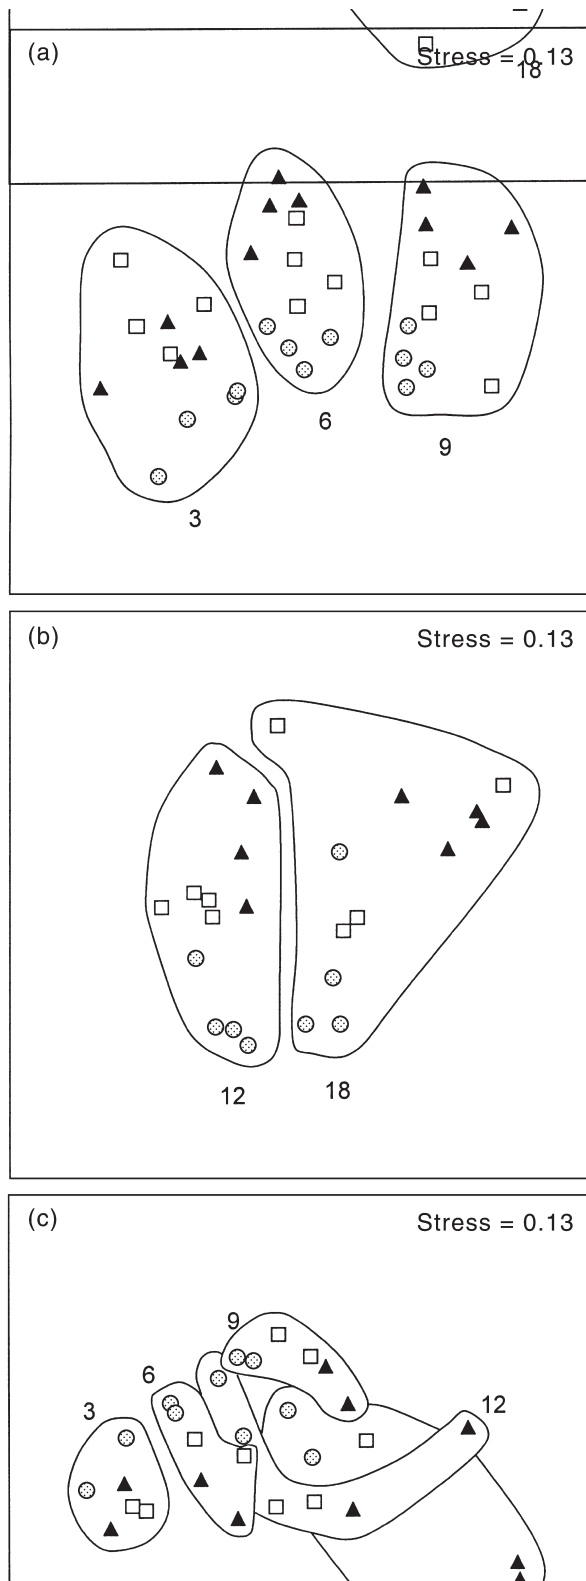 (a)
Stress = 0.13
18
6
9
3
(b)
Stress = 0.13
12
18
(c)
Stress = 0.13
9
6
3
12